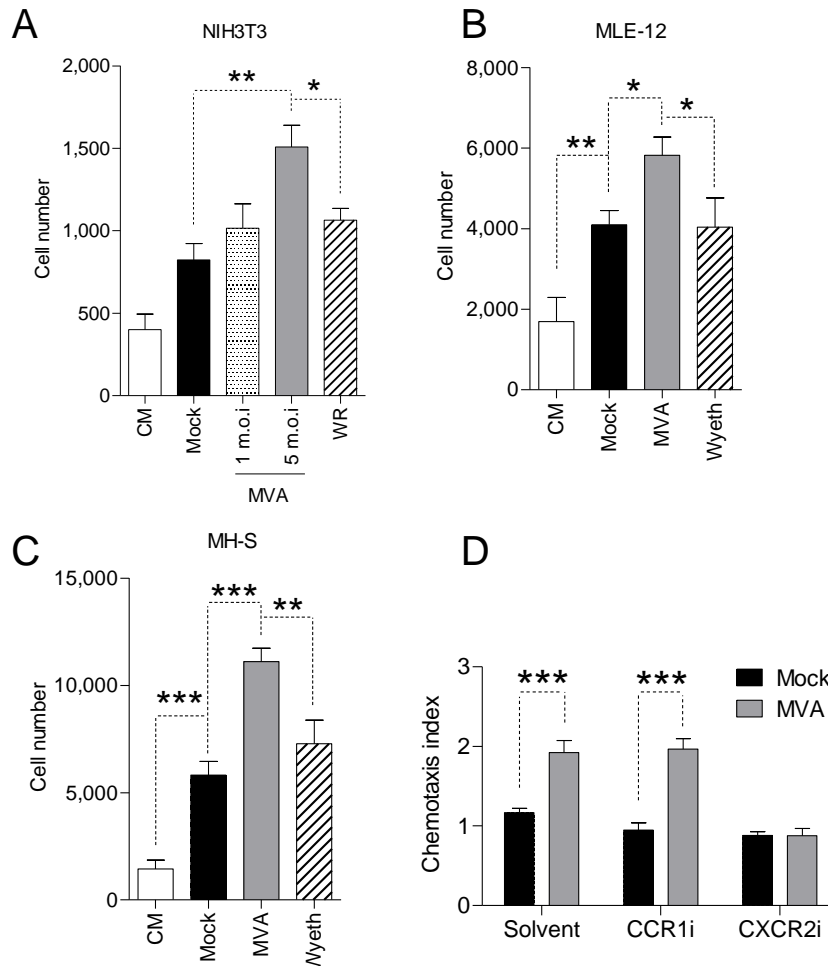 A
NIH3T3
2,000
1,500
1,000
500
0
Cell number
** *
CM
Mock
1 m.o.i
5 m.o.i
WR
MVA
B
MLE-12
8,000
6,000
4,000
2,000
0
Cell number
** * *
CM
Mock
MVA
Wyeth
C
MH-S
15,000
10,000
5,000
0
Cell number
*** *** **
CM
Mock
MVA
Wyeth
D
3
2
1
0
Chemotaxis index
*** ***
Mock
MVA
Solvent CCR1i CXCR2i